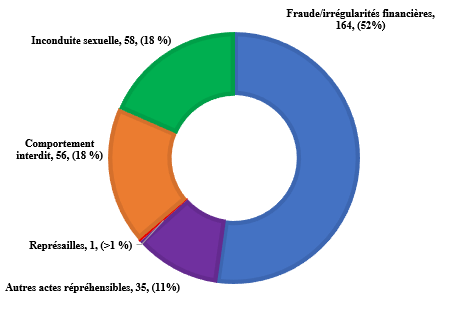 Fraude/irrégularités financières,
164, (52%)
Inconduite sexuelle, 58, (18 %)
Comportement
interdit, 56, (18 %)
Représailles, 1, (>1 %)
Autres actes répréhensibles, 35, (11%)